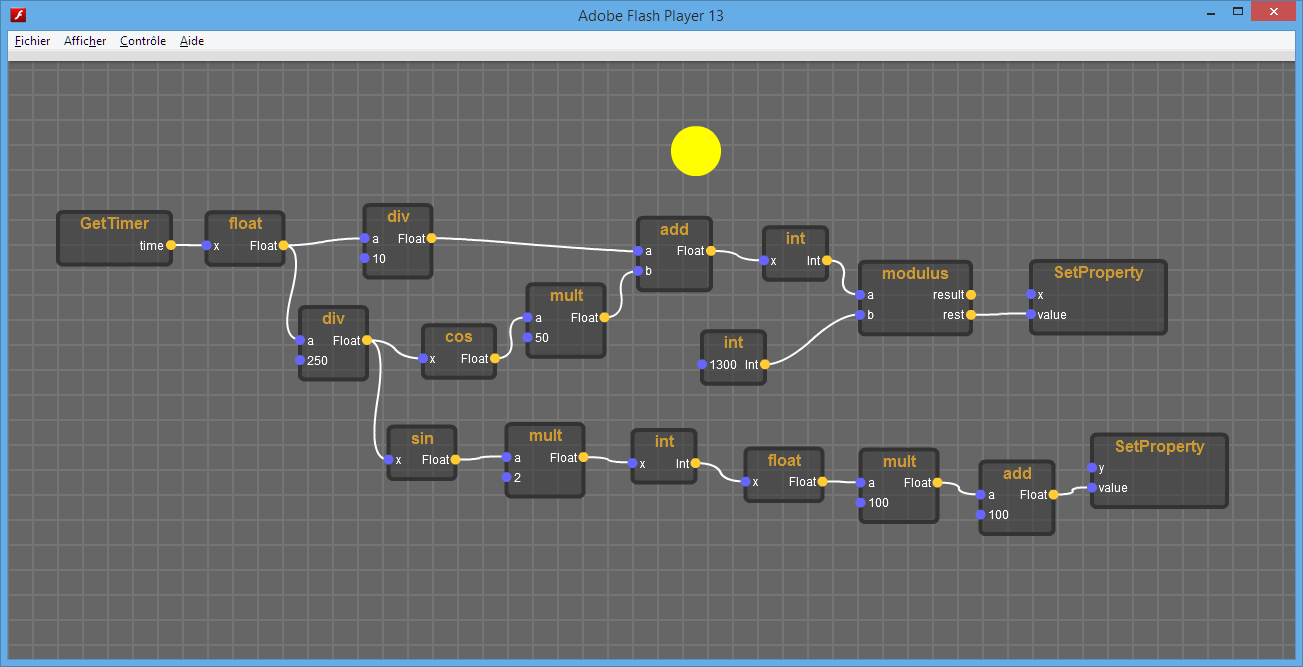 Adobe Flash Player 13
Fichier Afficher Contrôle Aide
GetTimer
time
float
x Float
div
a Float
10
add
a Float
b
int
x Int
modulus
a result
b rest
SetProperty
x
value
div
a Float
250
cos
x Float
mult
a Float
50
int
1300 Int
sin
x Float
mult
a Float
2
int
x Int
float
x Float
mult
a Float
100
add
a Float
100
SetProperty
y
value